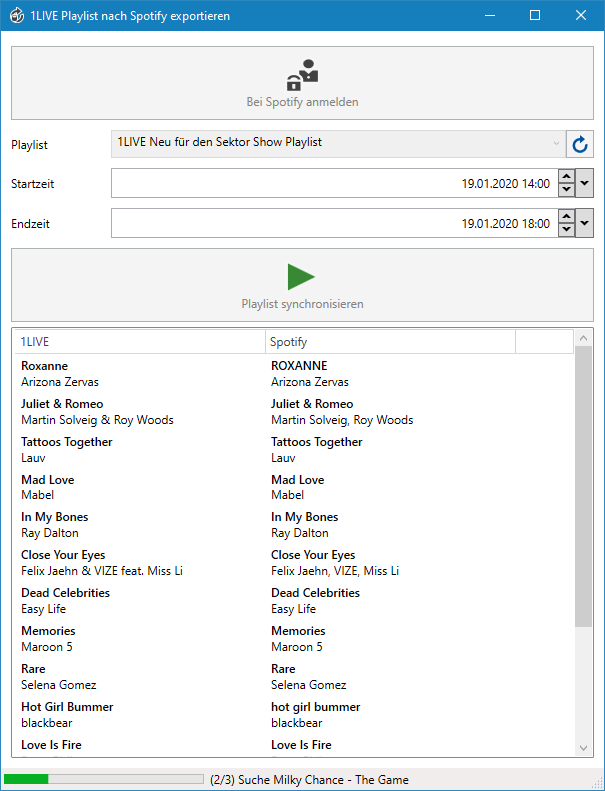 1LIVE Playlist nach Spotify exportieren
Bei Spotify anmelden
Playlist 1LIVE Neu für den Sektor Show Playlist
Startzeit 19.01.2020 14:00
Endzeit 19.01.2020 18:00
Playlist synchronisieren
1LIVE Spotify
Roxanne ROXANNE
Arizona Zervas Arizona Zervas
Juliet & Romeo Juliet & Romeo
Martin Solveig & Roy Woods Martin Solveig, Roy Woods
Tattoos Together Tattoos Together
Lauv Lauv
Mad Love Mad Love
Mabel Mabel
In My Bones In My Bones
Ray Dalton Ray Dalton
Close Your Eyes Close Your Eyes
Felix Jaehn & VIZE feat. Miss Li Felix Jaehn, VIZE, Miss Li
Dead Celebrities Dead Celebrities
Easy Life Easy Life
Memories Memories
Maroon 5 Maroon 5
Rare Rare
Selena Gomez Selena Gomez
Hot Girl Bummer hot girl bummer
blackbear blackbear
Love Is Fire Love Is Fire
(2/3) Suche Milky Chance - The Game